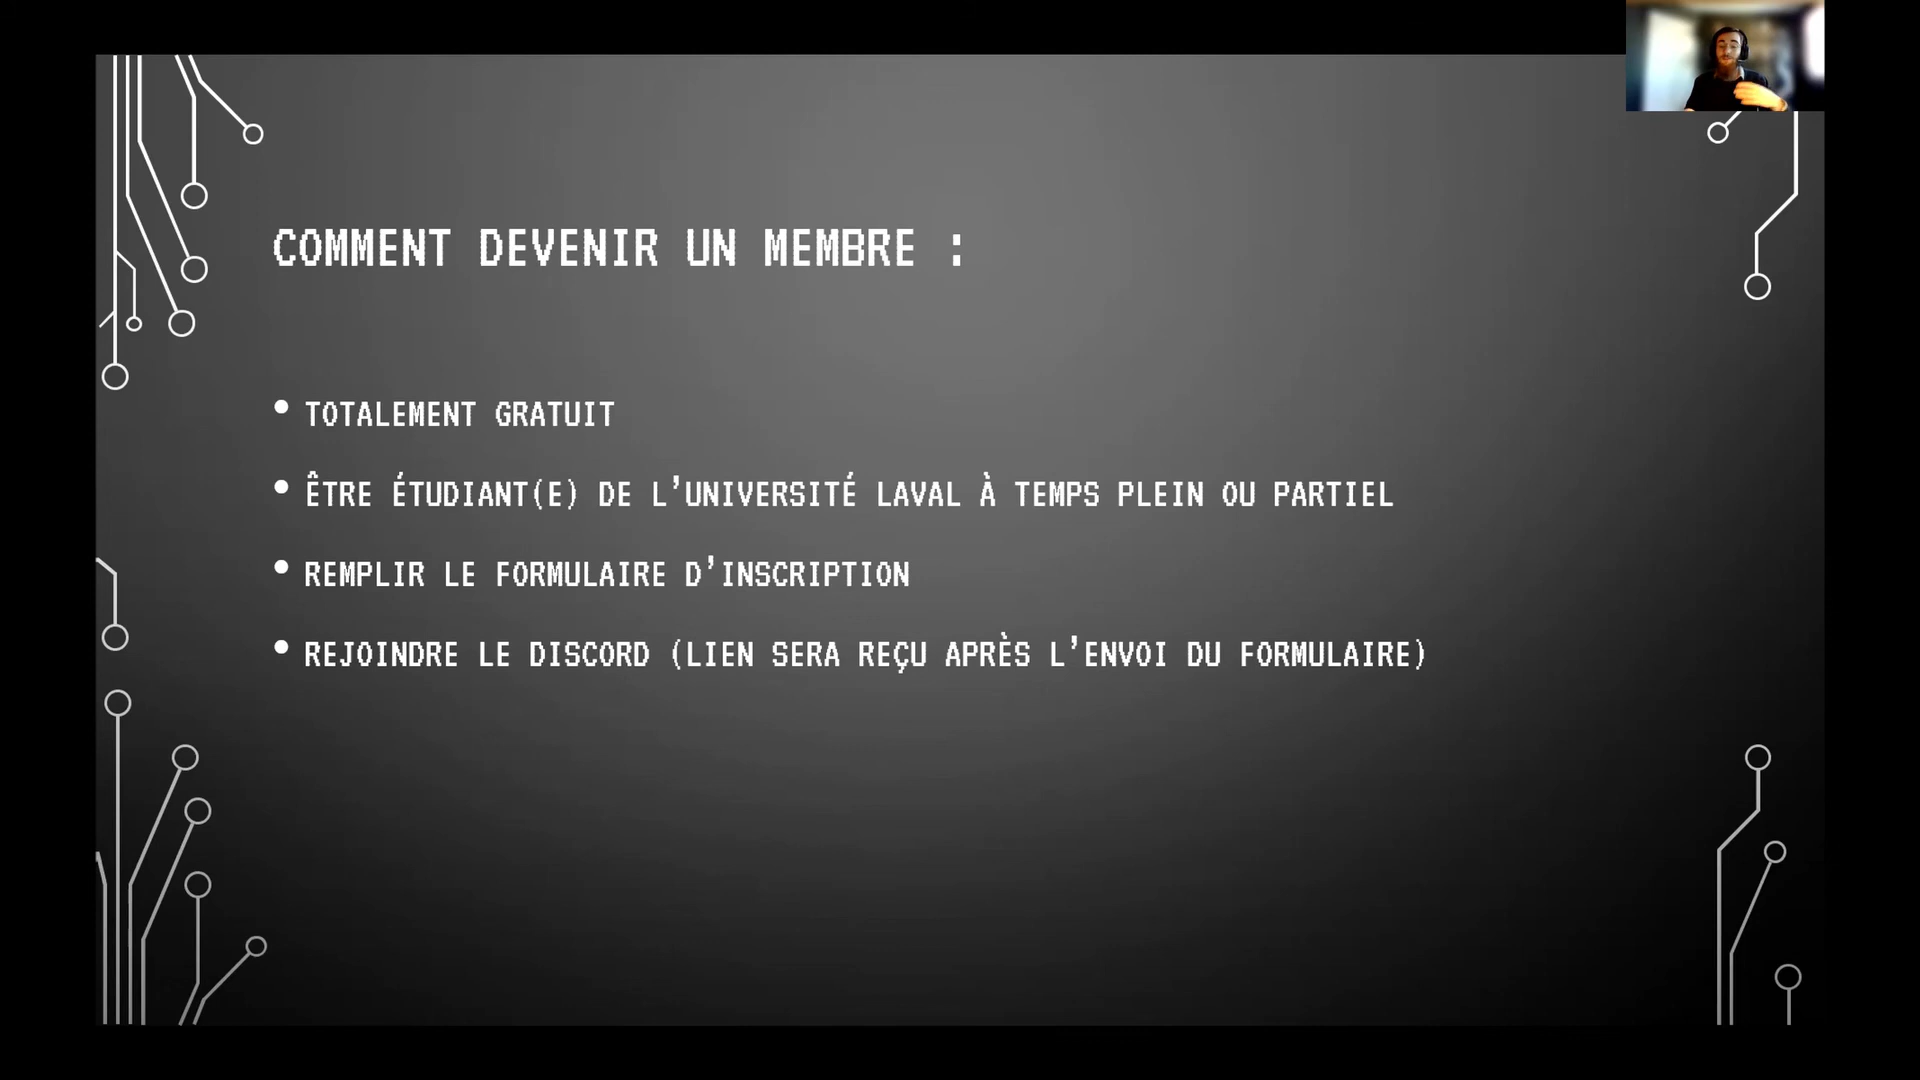 COMMENT DEVENIR UN MEMBRE :
• TOTALEMENT GRATUIT
• ÊTRE ÉTUDIANT(E) DE L'UNIVERSITÉ LAVAL À TEMPS PLEIN OU PARTIEL
• REMPLIR LE FORMULAIRE D'INSCRIPTION
• REJOINDRE LE DISCORD (LIEN SERA REÇU APRÈS L'ENVOI DU FORMULAIRE)